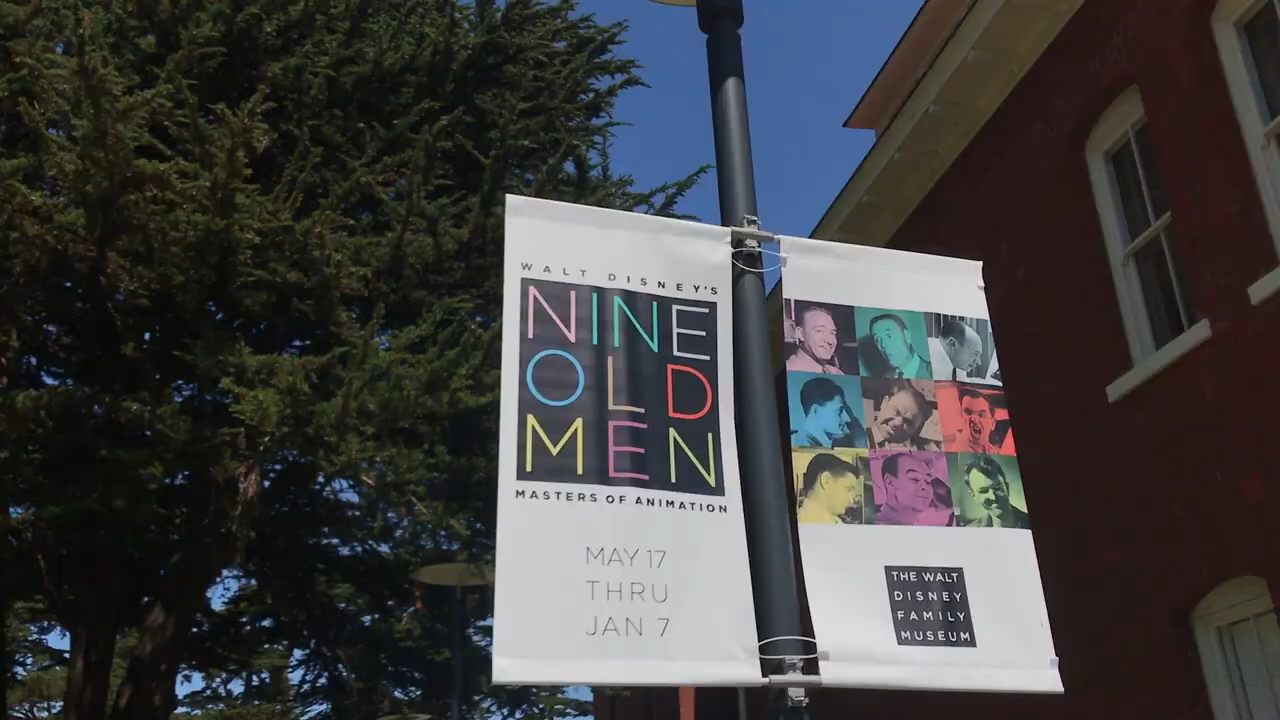 WALT DISNEY'S
NINE
OLD
MEN
MASTERS OF ANIMATION
MAY 17
THRU
JAN 7
THE WALT
DISNEY
FAMILY
MUSEUM